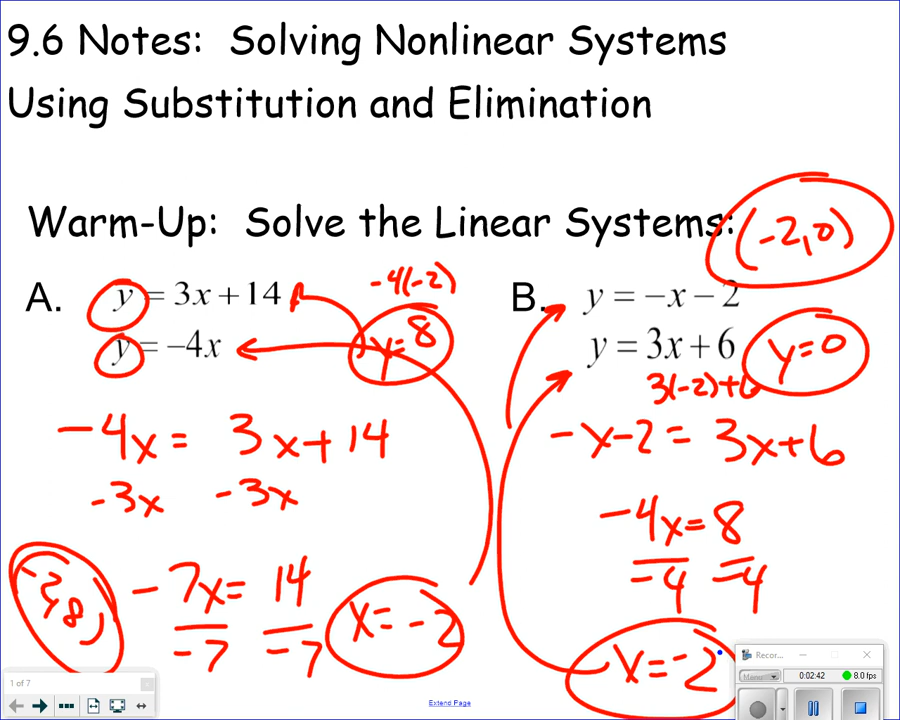 9.6 Notes: Solving Nonlinear Systems
Using Substitution and Elimination
Warm-Up: Solve the Linear Systems:
(-2,0)
A. y = 3x + 14
-4(-2)
y = -4x
y=8
-4x = 3x+14
-3x -3x
-7x = 14
-7 -7
x = -2
(-2,8)
B. y = -x - 2
y = 3x + 6
y=0
3(-2)+6
-x-2 = 3x+6
-4x=8
-4 -4
x=-2
Recor...
Menu
0:02:42
8.0 fps
1 of 7
Extend Page